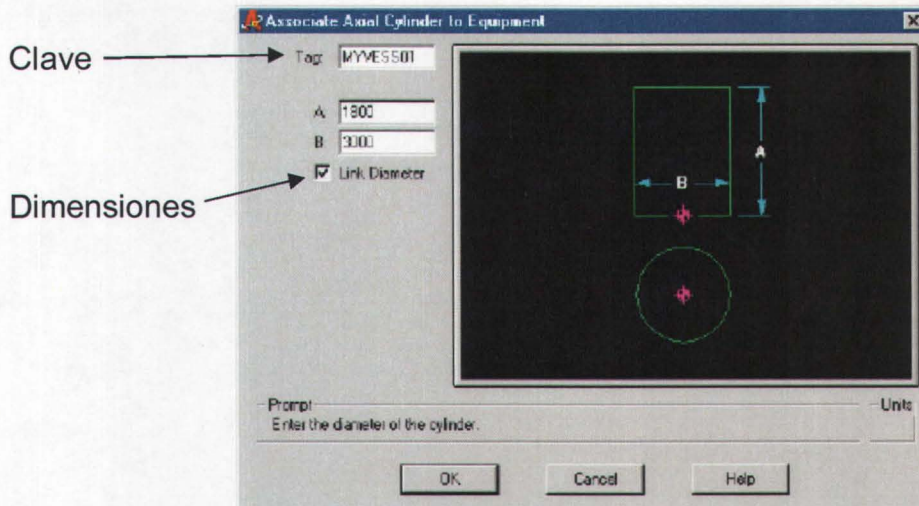 Associate Axial Cylinder to Equipment
Clave
Tag: MYVESS01
A 1800
B 3000
Link Diameter
Dimensiones
A
B
Prompt
Units
Enter the diameter of the cylinder.
OK
Cancel
Help